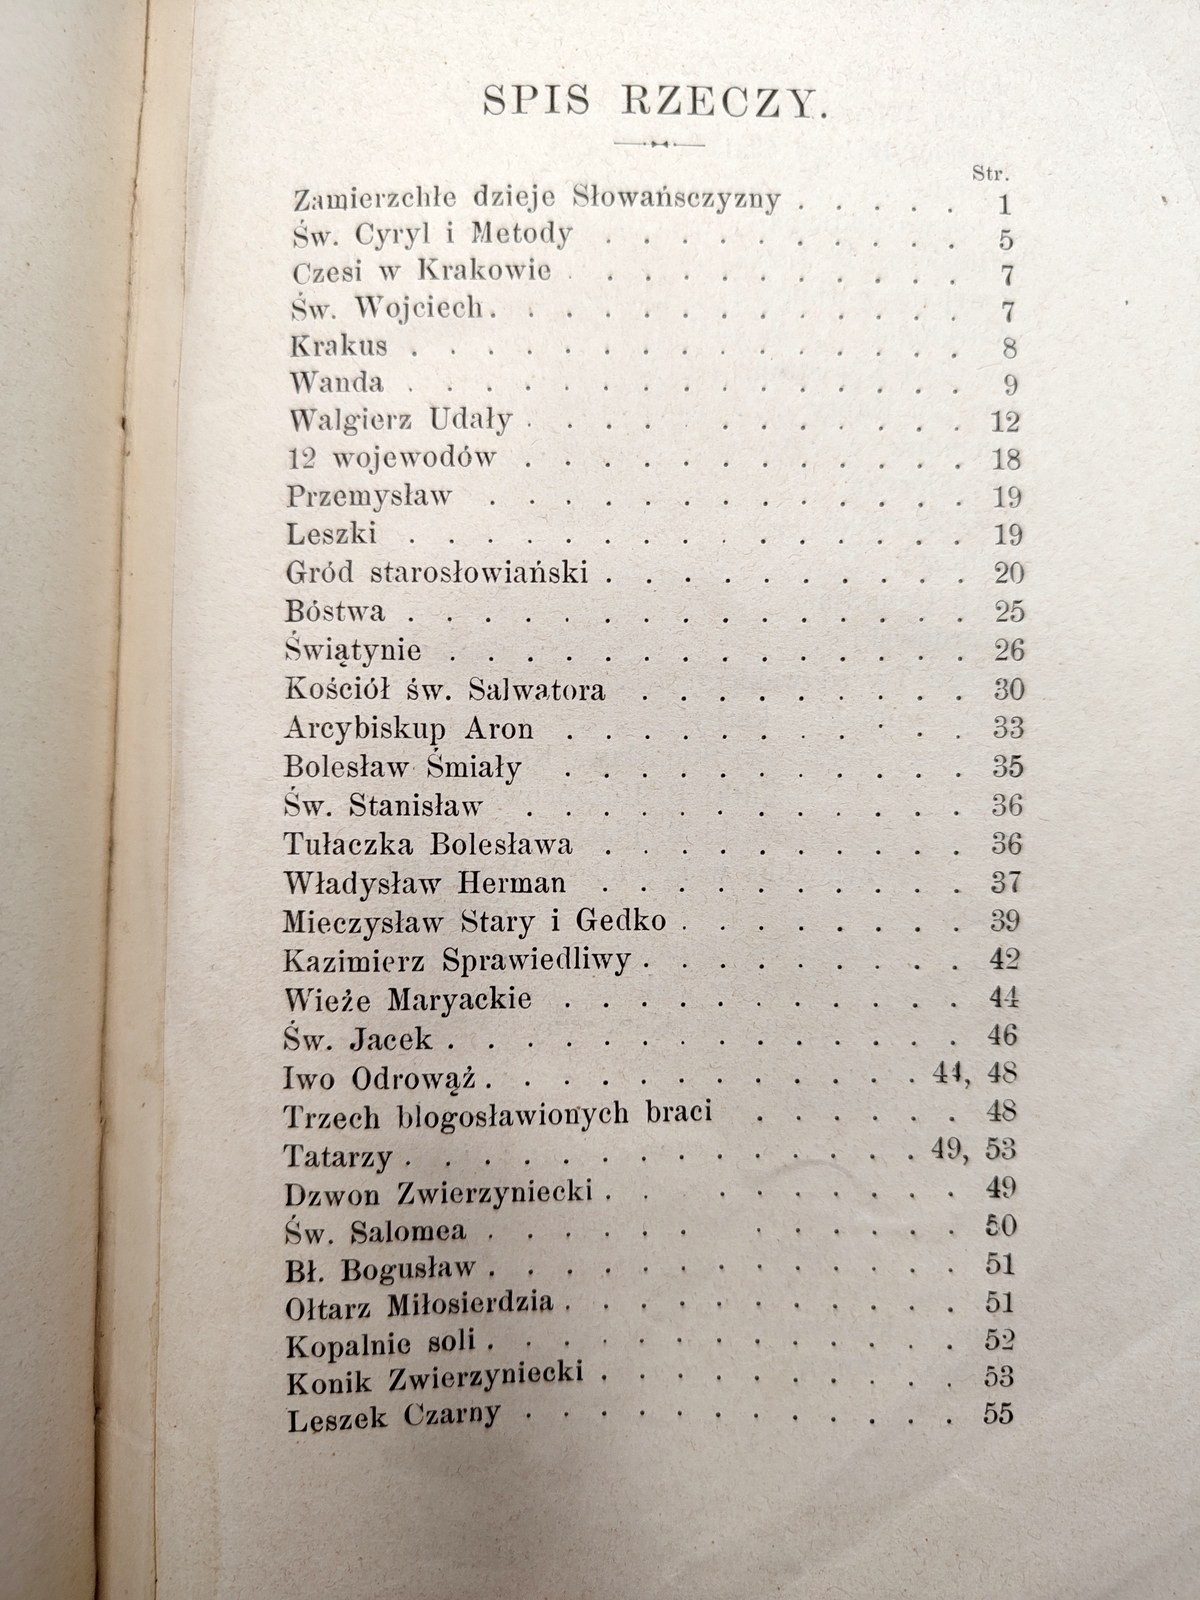 SPIS RZECZY.
Str.
Zamierzchłe dzieje Słowańsczyzny . . . . . 1
Św. Cyryl i Metody . . . . . . . . . . 5
Czesi w Krakowie . . . . . . . . . . . 7
Św. Wojciech . . . . . . . . . . . . . 7
Krakus . . . . . . . . . . . . . . . 8
Wanda . . . . . . . . . . . . . . . 9
Walgierz Udały . . . . . . . . . . . 12
12 wojewodów . . . . . . . . . . . . 18
Przemysław . . . . . . . . . . . . . 19
Leszki . . . . . . . . . . . . . . . 19
Gród starosłowiański . . . . . . . . . . 20
Bóstwa . . . . . . . . . . . . . . . 25
Świątynie . . . . . . . . . . . . . . 26
Kościół św. Salwatora . . . . . . . . . 30
Arcybiskup Aron . . . . . . . . . . . 33
Bolesław Śmiały . . . . . . . . . . . 35
Św. Stanisław . . . . . . . . . . . . 36
Tułaczka Bolesława . . . . . . . . . . 36
Władysław Herman . . . . . . . . . . 37
Mieczysław Stary i Gedko . . . . . . . . 39
Kazimierz Sprawiedliwy . . . . . . . . . 42
Wieże Maryackie . . . . . . . . . . . 44
Św. Jacek . . . . . . . . . . . . . . 46
Iwo Odrowąż . . . . . . . . . . . . 44, 48
Trzech błogosławionych braci . . . . . . 48
Tatarzy . . . . . . . . . . . . . . 49, 53
Dzwon Zwierzyniecki . . . . . . . . . 49
Św. Salomea . . . . . . . . . . . . 50
Bł. Bogusław . . . . . . . . . . . . . 51
Ołtarz Miłosierdzia . . . . . . . . . . . 51
Kopalnie soli . . . . . . . . . . . . . 52
Konik Zwierzyniecki . . . . . . . . . . 53
Leszek Czarny . . . . . . . . . . . . 55